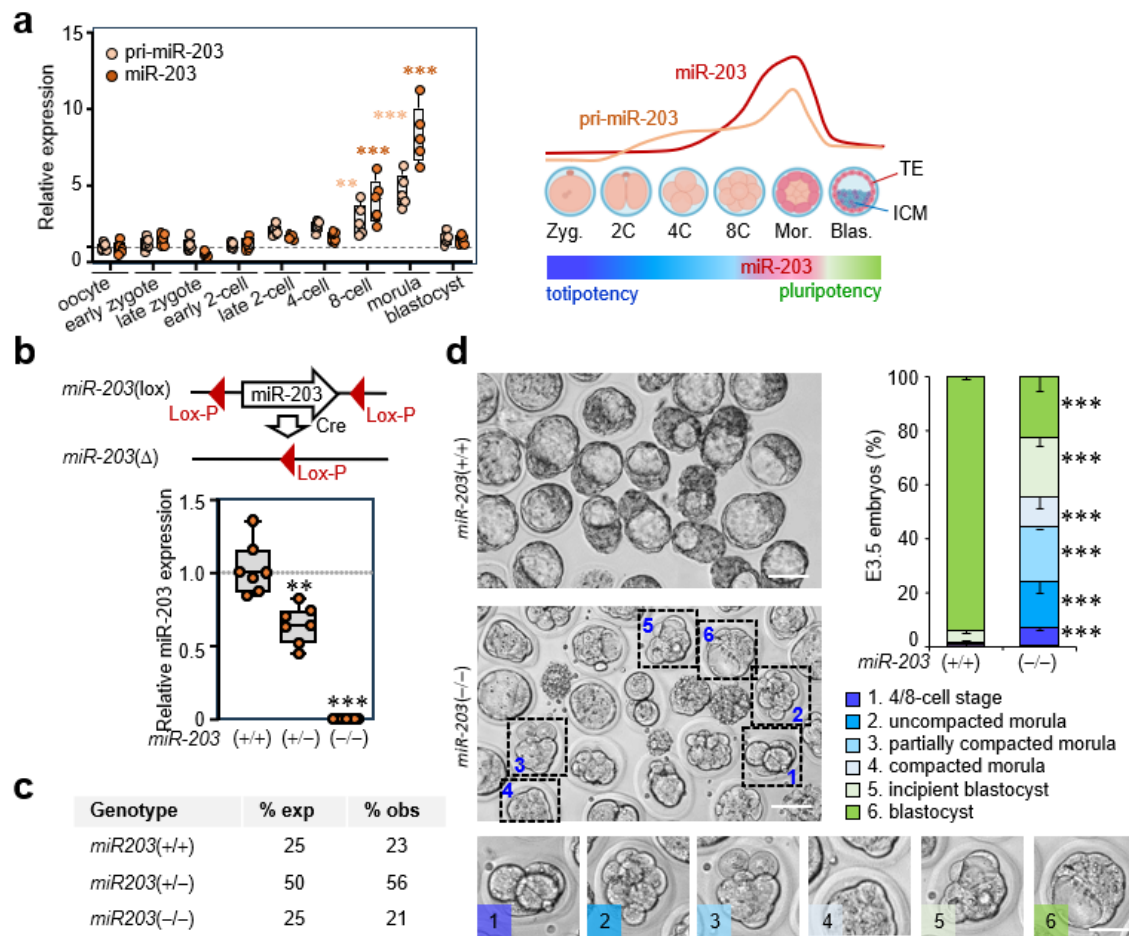 a
Relative expression
15
10
5
1
0
pri-miR-203
miR-203
**
***
***
***
oocyte
early zygote
late zygote
early 2-cell
late 2-cell
4-cell
8-cell
morula
blastocyst
miR-203
pri-miR-203
TE
ICM
Zyg. 2C 4C 8C Mor. Blas.
miR-203
totipotency pluripotency
b
miR-203(lox) miR-203
Lox-P Lox-P
Cre
miR-203(Δ)
Lox-P
Relative miR-203 expression
1.5
1.0
0.5
0
**
***
miR-203 (+/+) (+/−) (−/−)
c
Genotype % exp % obs
miR203(+/+) 25 23
miR203(+/−) 50 56
miR203(−/−) 25 21
d
miR-203(+/+)
miR-203(−/−)
5
6
2
3
1
4
E3.5 embryos (%)
100
80
60
40
20
0
***
***
***
***
***
***
miR-203 (+/+) (−/−)
1. 4/8-cell stage
2. uncompacted morula
3. partially compacted morula
4. compacted morula
5. incipient blastocyst
6. blastocyst
1 2 3 4 5 6